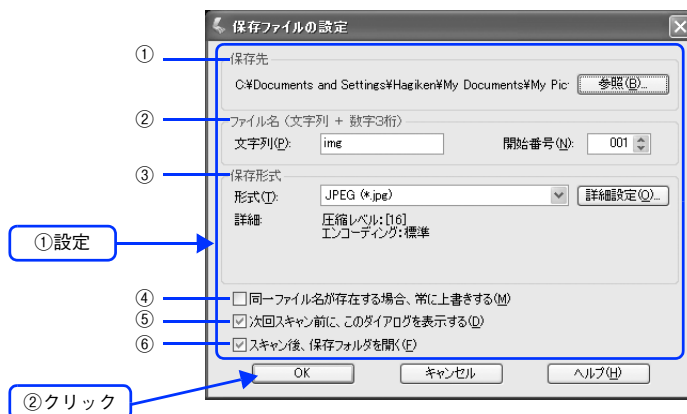 保存ファイルの設定
①
保存先
C:¥Documents and Settings¥Hagiken¥My Documents¥My Pic
参照(B)...
②
ファイル名(文字列 + 数字3桁)
文字列(P):
img
開始番号(N):
001
③
保存形式
形式(T):
JPEG (*.jpg)
詳細設定(O)...
詳細:
圧縮レベル:[16]
エンコーディング:標準
①設定
④
同一ファイル名が存在する場合、常に上書きする(M)
⑤
次回スキャン前に、このダイアログを表示する(D)
⑥
スキャン後、保存フォルダを開く(F)
OK
キャンセル
ヘルプ(H)
②クリック